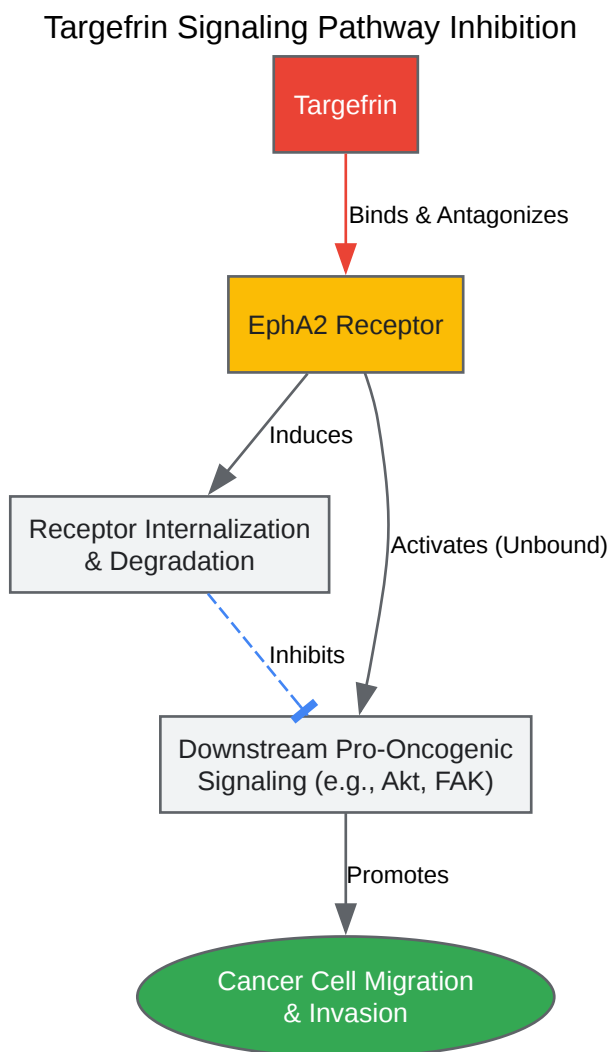 Targefrin Signaling Pathway Inhibition
Targefrin
Binds & Antagonizes
EphA2 Receptor
Induces
Receptor Internalization
& Degradation
Activates (Unbound)
Inhibits
Downstream Pro-Oncogenic
Signaling (e.g., Akt, FAK)
Promotes
Cancer Cell Migration
& Invasion